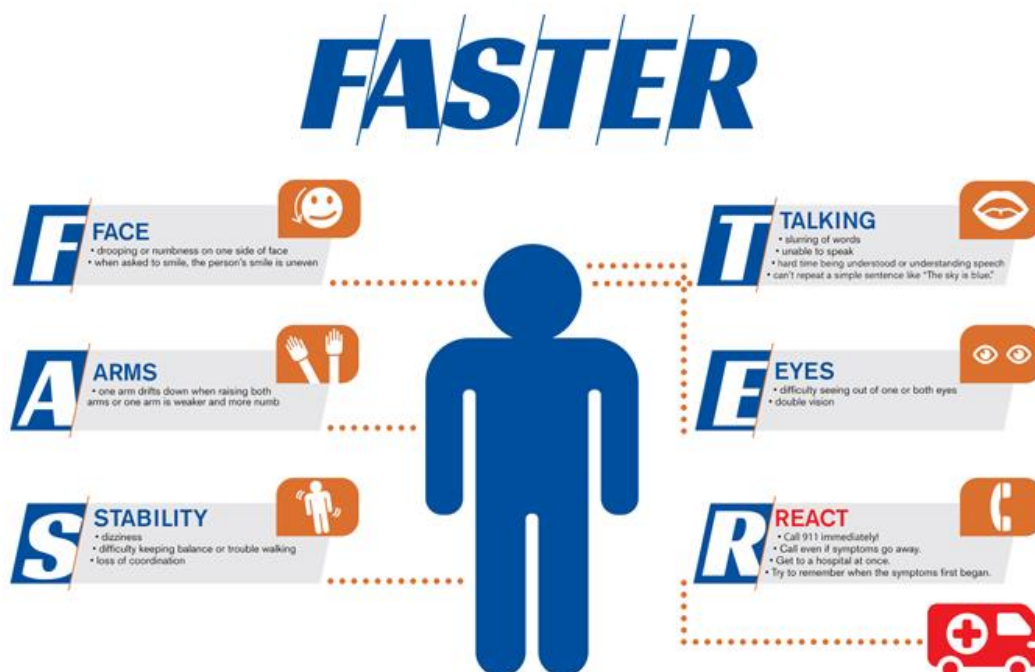 FASTER
F
FACE
• drooping or numbness on one side of face
• when asked to smile, the person's smile is uneven
A
ARMS
• one arm drifts down when raising both
arms or one arm is weaker and more numb
S
STABILITY
• dizziness
• difficulty keeping balance or trouble walking
• loss of coordination
T
TALKING
• slurring of words
• unable to speak
• hard time being understood or understanding speech
• can't repeat a simple sentence like "The sky is blue."
E
EYES
• difficulty seeing out of one or both eyes
• double vision
R
REACT
• Call 911 immediately!
• Call even if symptoms go away.
• Get to a hospital at once.
• Try to remember when the symptoms first began.